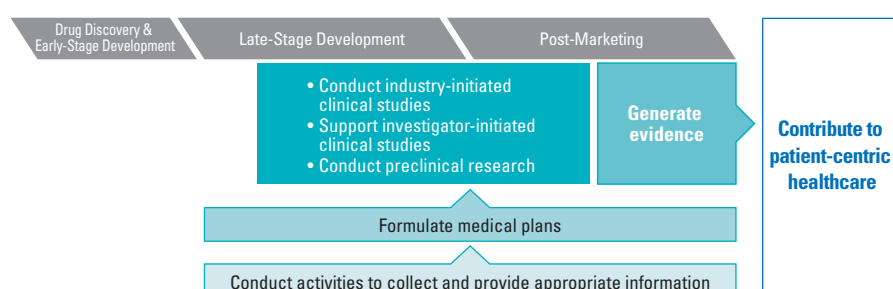 Drug Discovery &
Early-Stage Development
Late-Stage Development
Post-Marketing
• Conduct industry-initiated
clinical studies
• Support investigator-initiated
clinical studies
• Conduct preclinical research
Generate
evidence
Contribute to
patient-centric
healthcare
Formulate medical plans
Conduct activities to collect and provide appropriate information